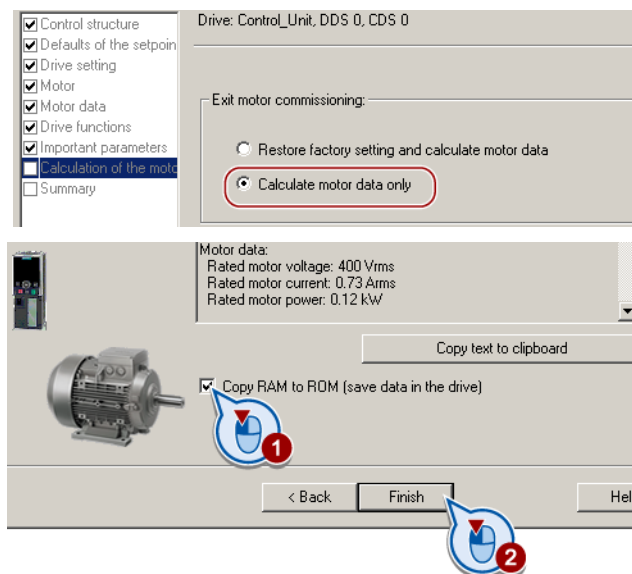 Control structure
Drive: Control_Unit, DDS 0, CDS 0
Defaults of the setpoin
Drive setting
Motor
Motor data
Drive functions
Important parameters
Calculation of the moto
Summary
Exit motor commissioning:
Restore factory setting and calculate motor data
Calculate motor data only
Motor data:
Rated motor voltage: 400 Vrms
Rated motor current: 0.73 Arms
Rated motor power: 0.12 kW
Copy text to clipboard
Copy RAM to ROM (save data in the drive)
1
< Back
Finish
Hel
2